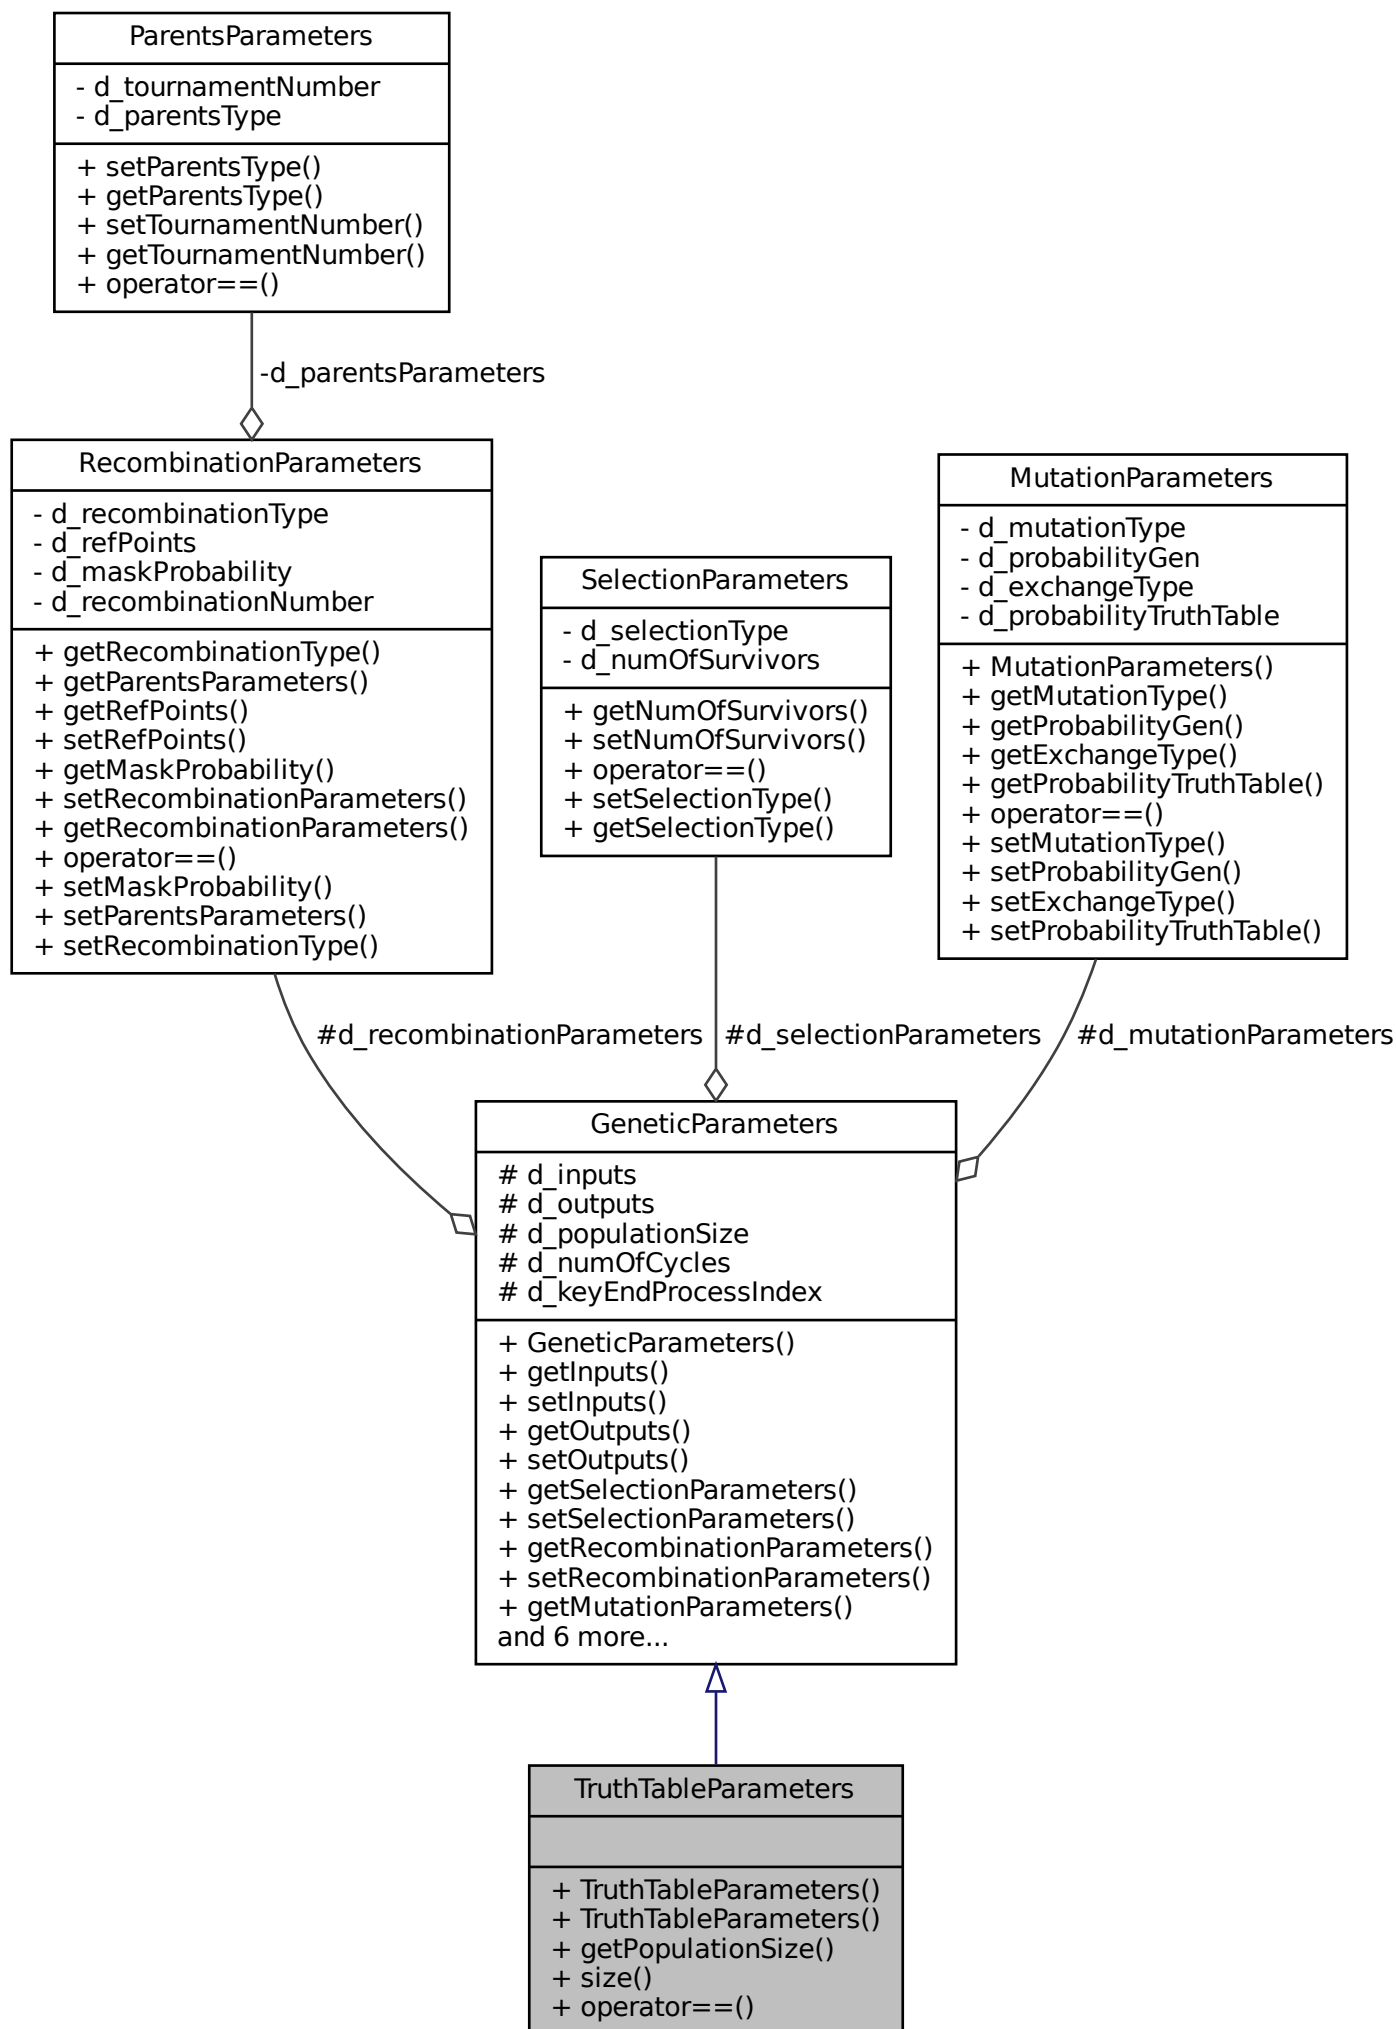 ParentsParameters
- d_tournamentNumber
- d_parentsType
+ setParentsType()
+ getParentsType()
+ setTournamentNumber()
+ getTournamentNumber()
+ operator==()
-d_parentsParameters
RecombinationParameters
- d_recombinationType
- d_refPoints
- d_maskProbability
- d_recombinationNumber
+ getRecombinationType()
+ getParentsParameters()
+ getRefPoints()
+ setRefPoints()
+ getMaskProbability()
+ setRecombinationParameters()
+ getRecombinationParameters()
+ operator==()
+ setMaskProbability()
+ setParentsParameters()
+ setRecombinationType()
SelectionParameters
- d_selectionType
- d_numOfSurvivors
+ getNumOfSurvivors()
+ setNumOfSurvivors()
+ operator==()
+ setSelectionType()
+ getSelectionType()
MutationParameters
- d_mutationType
- d_probabilityGen
- d_exchangeType
- d_probabilityTruthTable
+ MutationParameters()
+ getMutationType()
+ getProbabilityGen()
+ getExchangeType()
+ getProbabilityTruthTable()
+ operator==()
+ setMutationType()
+ setProbabilityGen()
+ setExchangeType()
+ setProbabilityTruthTable()
#d_recombinationParameters
#d_selectionParameters
#d_mutationParameters
GeneticParameters
# d_inputs
# d_outputs
# d_populationSize
# d_numOfCycles
# d_keyEndProcessIndex
+ GeneticParameters()
+ getInputs()
+ setInputs()
+ getOutputs()
+ setOutputs()
+ getSelectionParameters()
+ setSelectionParameters()
+ getRecombinationParameters()
+ setRecombinationParameters()
+ getMutationParameters()
and 6 more...
TruthTableParameters
+ TruthTableParameters()
+ TruthTableParameters()
+ getPopulationSize()
+ size()
+ operator==()